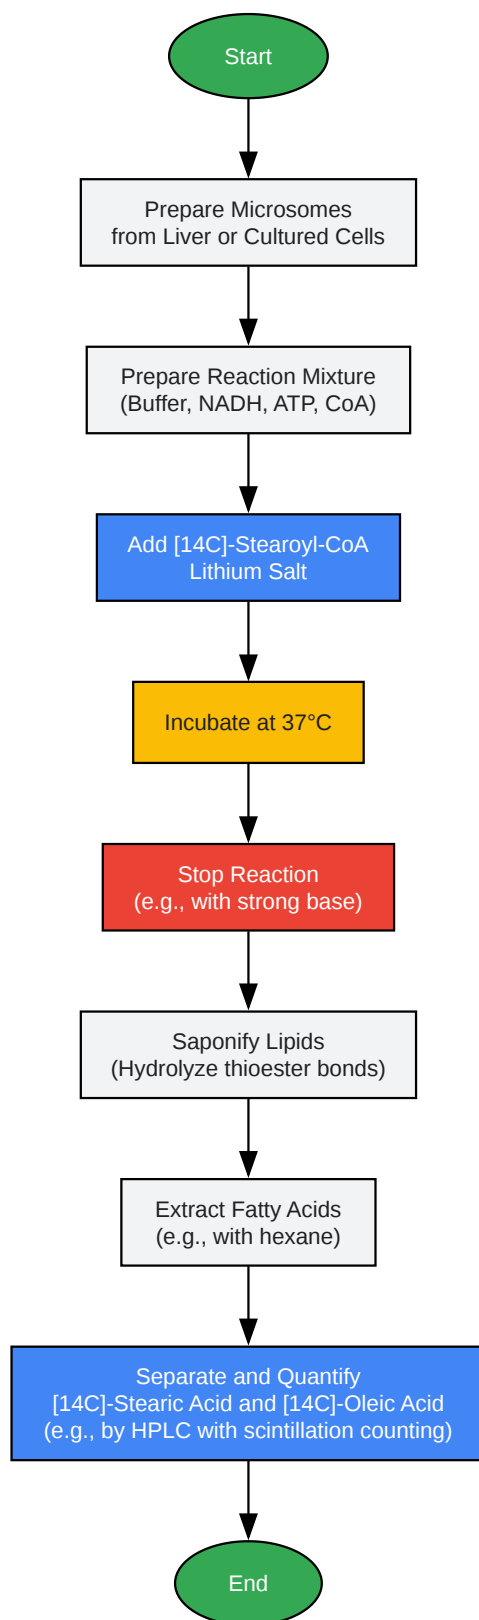 Start
Prepare Microsomes
from Liver or Cultured Cells
Prepare Reaction Mixture
(Buffer, NADH, ATP, CoA)
Add [14C]-Stearoyl-CoA
Lithium Salt
Incubate at 37°C
Stop Reaction
(e.g., with strong base)
Saponify Lipids
(Hydrolyze thioester bonds)
Extract Fatty Acids
(e.g., with hexane)
Separate and Quantify
[14C]-Stearic Acid and [14C]-Oleic Acid
(e.g., by HPLC with scintillation counting)
End